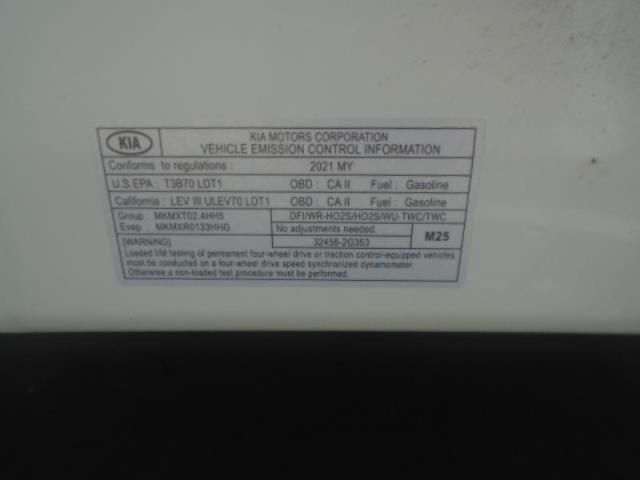 KIA
KIA MOTORS CORPORATION
VEHICLE EMISSION CONTROL INFORMATION
Conforms to regulations : 2021 MY
U.S.EPA : T3B70 LDT1 OBD : CA II Fuel : Gasoline
California : LEV III ULEV70 LDT1 OBD : CA II Fuel : Gasoline
Group : MKMXT02.4HH5 DFI/WR-HO2S/HO2S/WU-TWC/TWC
Evap. : MKMXR0133HHG No adjustments needed. M25
[WARNING] 32458-2G353
Loaded I/M testing of permanent four-wheel drive or traction control-equipped vehicles
must be conducted on a four-wheel drive speed synchronized dynamometer.
Otherwise a non-loaded test procedure must be performed.